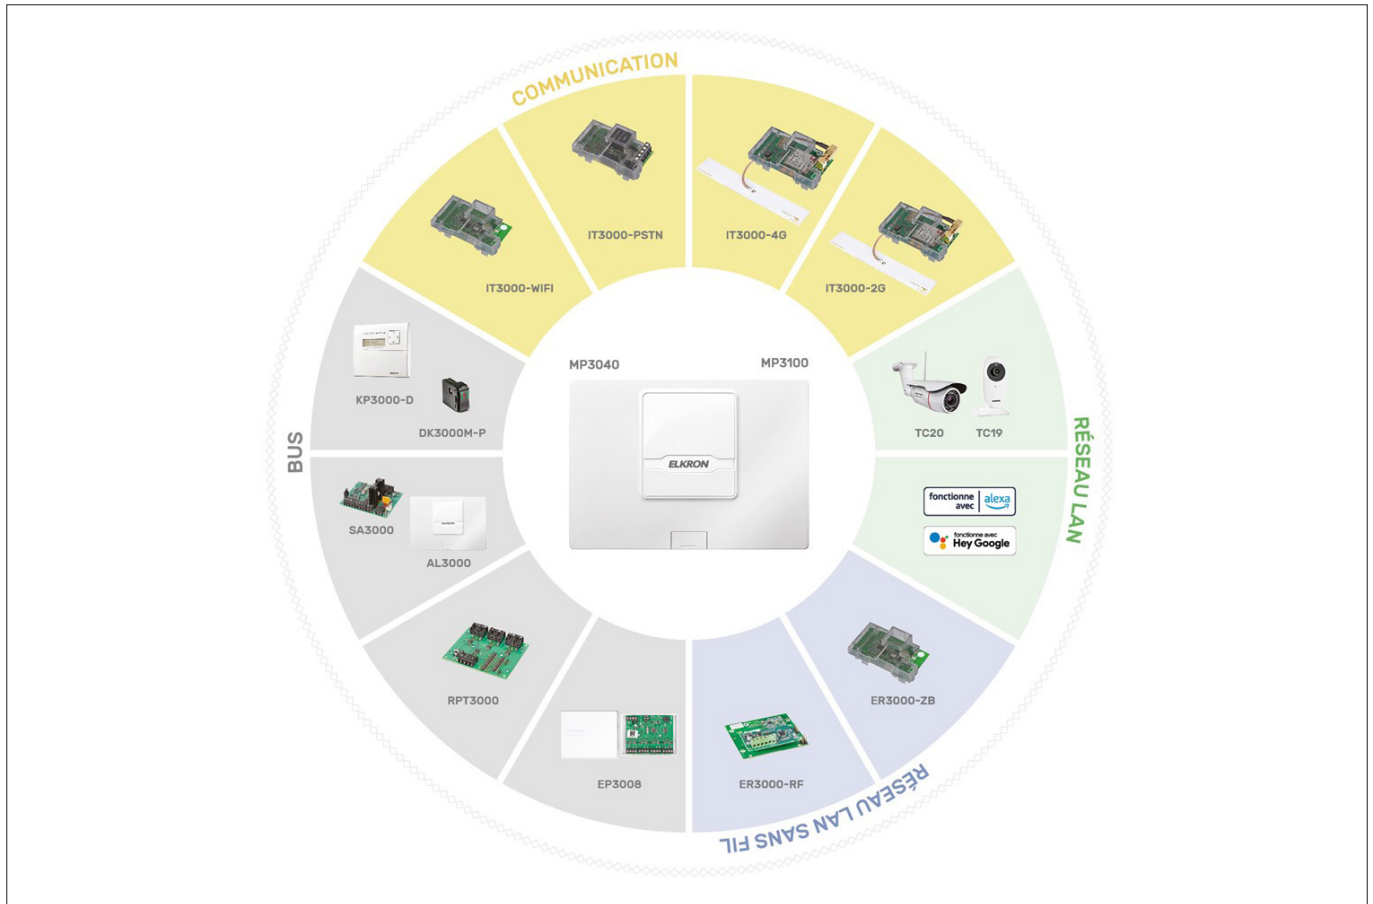 COMMUNICATION
IT3000-PSTN
IT3000-4G
IT3000-WIFI
IT3000-2G
MP3040
MP3100
ELKRON
KP3000-D
DK3000M-P
BUS
SA3000
AL3000
RPT3000
EP3008
TC20
TC19
RÉSEAU LAN
fonctionne
avec
alexa
fonctionne avec
Hey Google
ER3000-ZB
ER3000-RF
RÉSEAU LAN SANS FIL